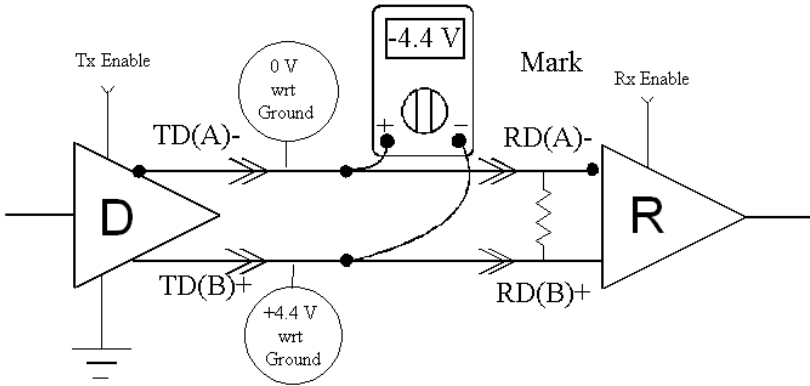 -4.4 V
Mark
Tx Enable
0 V
wrt
Ground
Rx Enable
+
−
TD(A)-
RD(A)-
D
R
TD(B)+
RD(B)+
+4.4 V
wrt
Ground